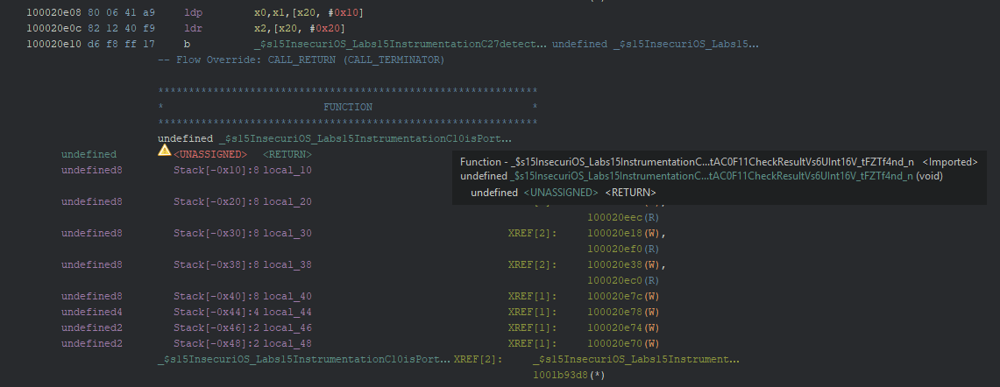 100020e08 80 06 41 a9 ldp x0,x1,[x20, #0x10]
100020e0c 82 12 40 f9 ldr x2,[x20, #0x20]
100020e10 d6 f8 ff 17 b _$s15InsecuriOS_Labs15InstrumentationC27detect... undefined _$s15InsecuriOS_Labs15...
-- Flow Override: CALL_RETURN (CALL_TERMINATOR)
**************************************************************
* FUNCTION *
**************************************************************
undefined _$s15InsecuriOS_Labs15InstrumentationC10isPort...
undefined <UNASSIGNED> <RETURN>
Function - _$s15InsecuriOS_Labs15InstrumentationC...tAC0F11CheckResultVs6UInt16V_tFZTf4nd_n <Imported>
undefined8 Stack[-0x10]:8 local_10
undefined _$s15InsecuriOS_Labs15InstrumentationC...tAC0F11CheckResultVs6UInt16V_tFZTf4nd_n (void)
undefined <UNASSIGNED> <RETURN>
undefined8 Stack[-0x20]:8 local_20
100020eec(R)
undefined8 Stack[-0x30]:8 local_30 XREF[2]: 100020e18(W),
100020ef0(R)
undefined8 Stack[-0x38]:8 local_38 XREF[2]: 100020e38(W),
100020ec0(R)
undefined8 Stack[-0x40]:8 local_40 XREF[1]: 100020e7c(W)
undefined4 Stack[-0x44]:4 local_44 XREF[1]: 100020e78(W)
undefined2 Stack[-0x46]:2 local_46 XREF[1]: 100020e74(W)
undefined2 Stack[-0x48]:2 local_48 XREF[1]: 100020e70(W)
_$s15InsecuriOS_Labs15InstrumentationC10isPort... XREF[2]: _$s15InsecuriOS_Labs15Instrument...
1001b93d8(*)